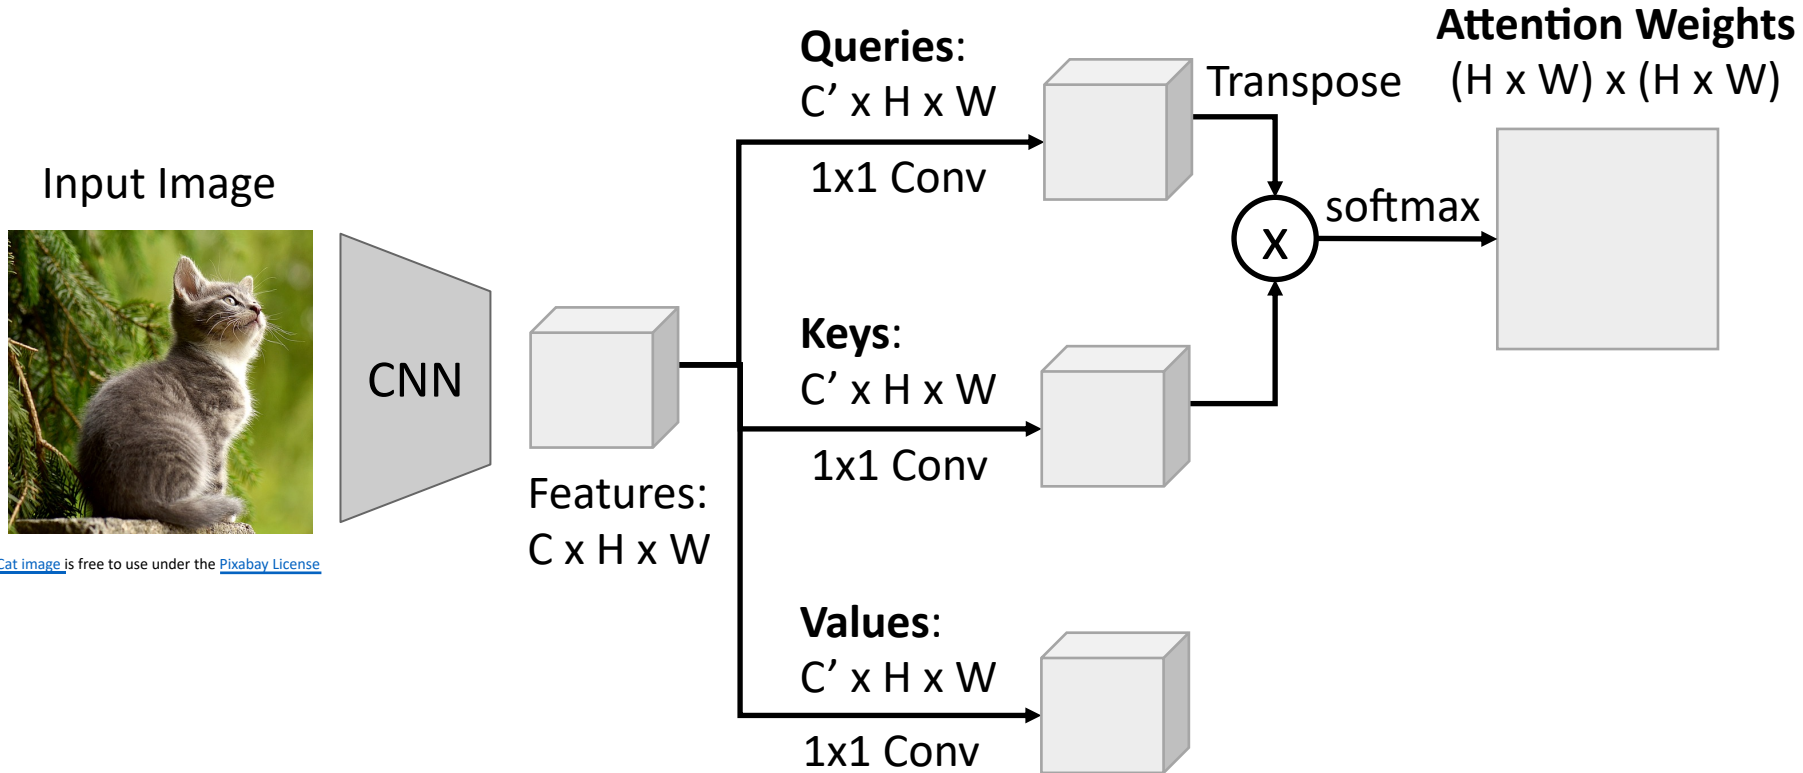 Input Image
Cat image is free to use under the Pixabay License
CNN
Features:
C x H x W
Queries:
C’ x H x W
1x1 Conv
Keys:
C’ x H x W
1x1 Conv
Values:
C’ x H x W
1x1 Conv
Transpose
x
softmax
Attention Weights
(H x W) x (H x W)